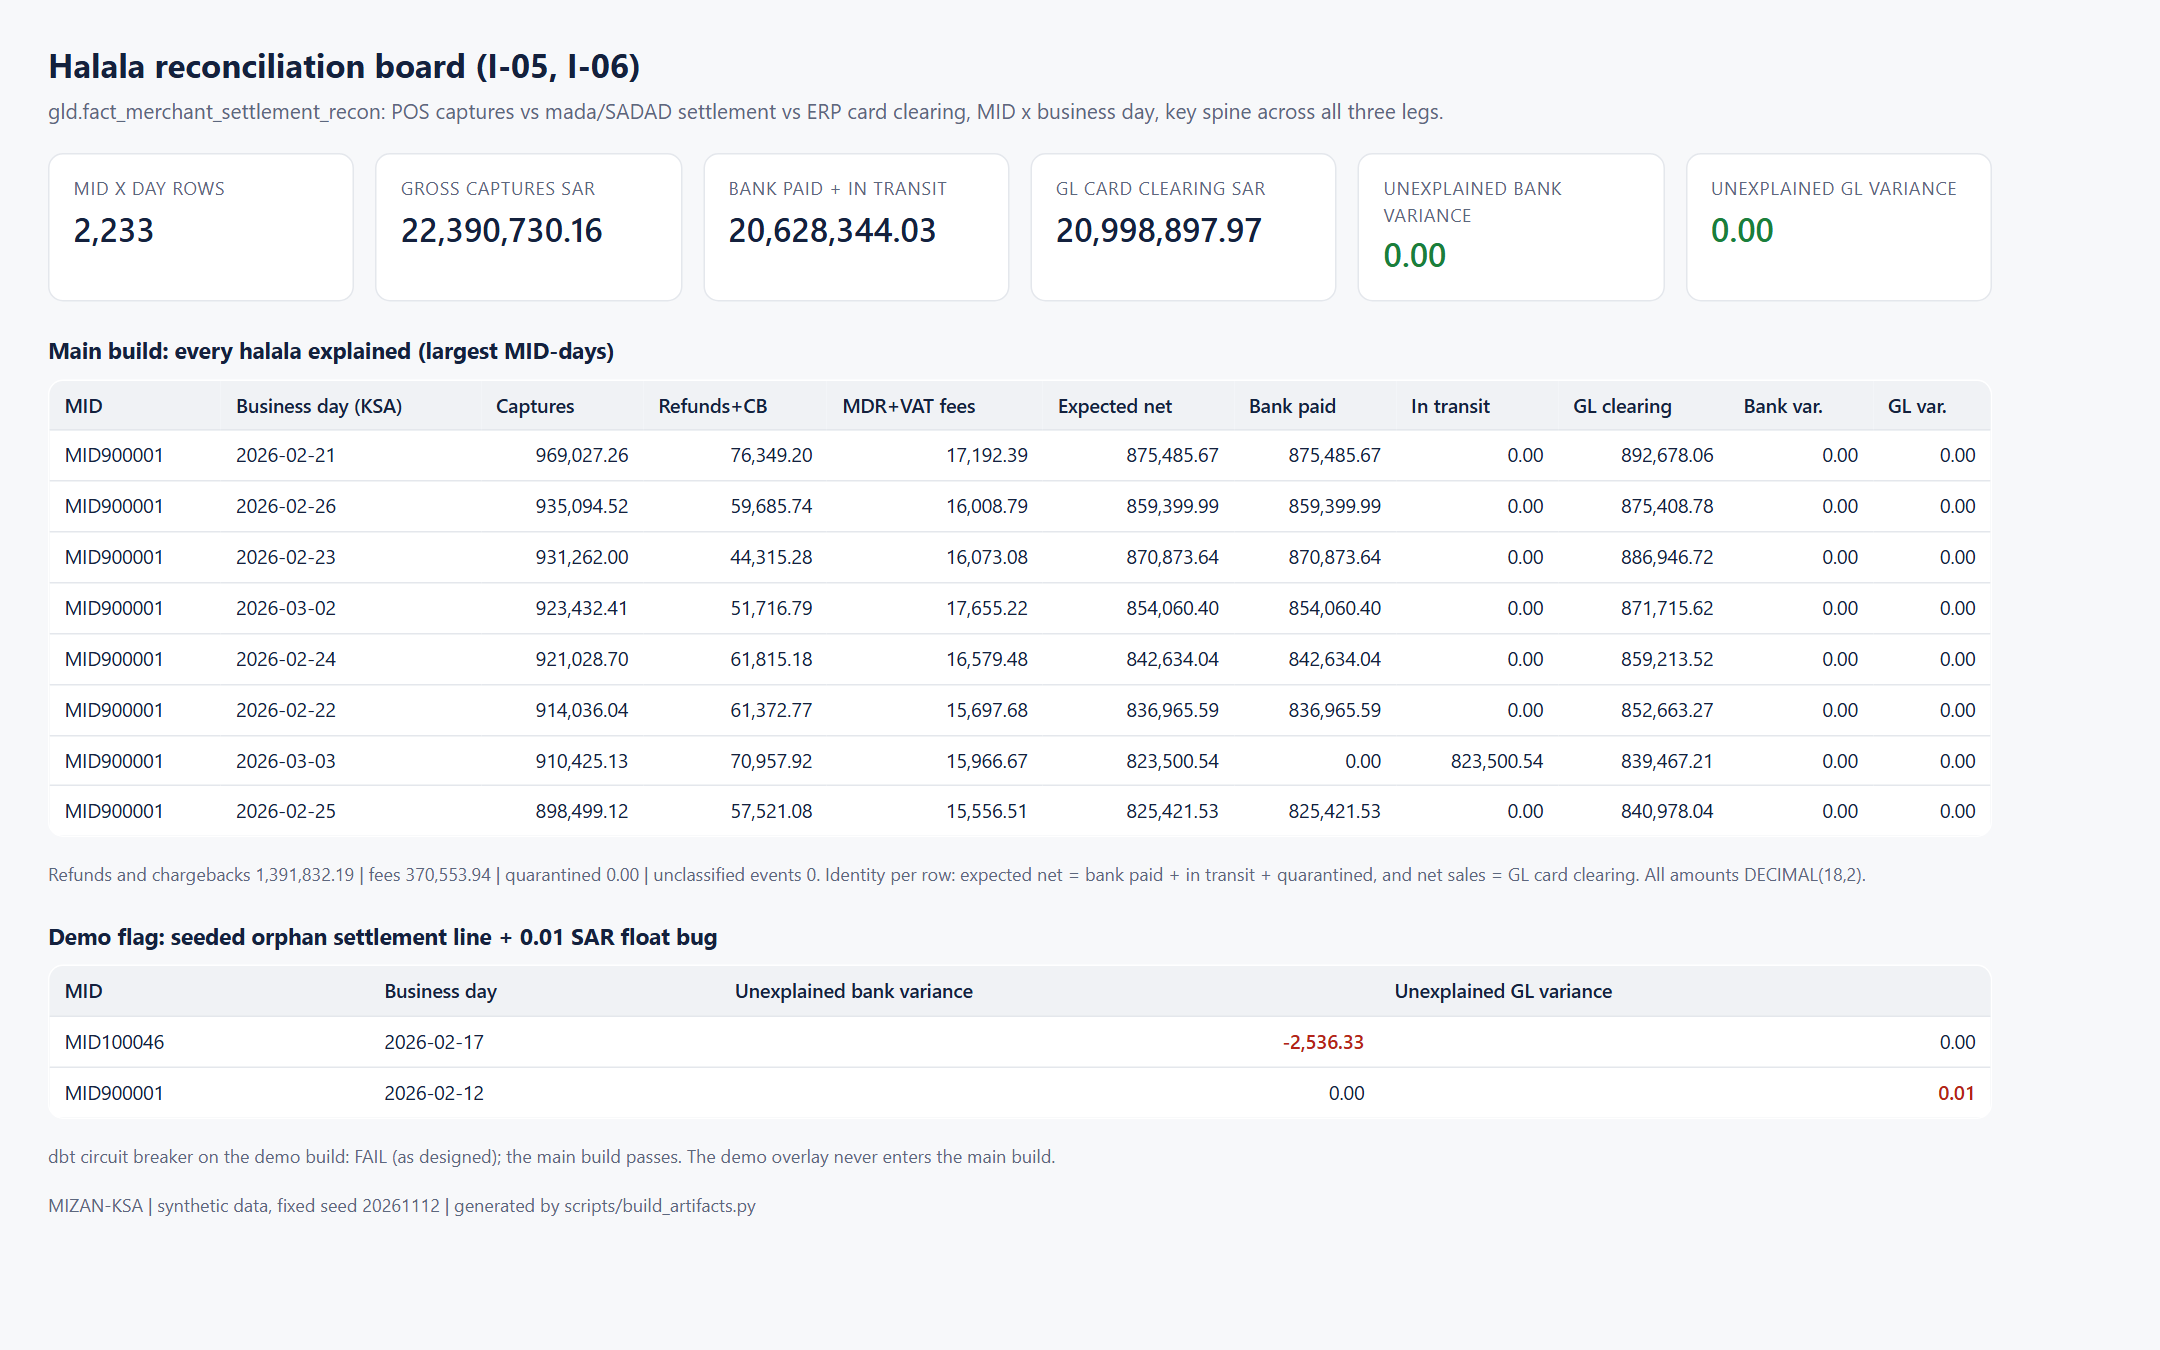 Halala reconciliation board (I-05, I-06)
gld.fact_merchant_settlement_recon: POS captures vs mada/SADAD settlement vs ERP card clearing, MID x business day, key spine across all three legs.
MID X DAY ROWS
2,233
GROSS CAPTURES SAR
22,390,730.16
BANK PAID + IN TRANSIT
20,628,344.03
GL CARD CLEARING SAR
20,998,897.97
UNEXPLAINED BANK
VARIANCE
0.00
UNEXPLAINED GL VARIANCE
0.00
Main build: every halala explained (largest MID-days)
MID Business day (KSA) Captures Refunds+CB MDR+VAT fees Expected net Bank paid In transit GL clearing Bank var. GL var.
MID900001 2026-02-21 969,027.26 76,349.20 17,192.39 875,485.67 875,485.67 0.00 892,678.06 0.00 0.00
MID900001 2026-02-26 935,094.52 59,685.74 16,008.79 859,399.99 859,399.99 0.00 875,408.78 0.00 0.00
MID900001 2026-02-23 931,262.00 44,315.28 16,073.08 870,873.64 870,873.64 0.00 886,946.72 0.00 0.00
MID900001 2026-03-02 923,432.41 51,716.79 17,655.22 854,060.40 854,060.40 0.00 871,715.62 0.00 0.00
MID900001 2026-02-24 921,028.70 61,815.18 16,579.48 842,634.04 842,634.04 0.00 859,213.52 0.00 0.00
MID900001 2026-02-22 914,036.04 61,372.77 15,697.68 836,965.59 836,965.59 0.00 852,663.27 0.00 0.00
MID900001 2026-03-03 910,425.13 70,957.92 15,966.67 823,500.54 0.00 823,500.54 839,467.21 0.00 0.00
MID900001 2026-02-25 898,499.12 57,521.08 15,556.51 825,421.53 825,421.53 0.00 840,978.04 0.00 0.00
Refunds and chargebacks 1,391,832.19 | fees 370,553.94 | quarantined 0.00 | unclassified events 0. Identity per row: expected net = bank paid + in transit + quarantined, and net sales = GL card clearing. All amounts DECIMAL(18,2).
Demo flag: seeded orphan settlement line + 0.01 SAR float bug
MID Business day Unexplained bank variance Unexplained GL variance
MID100046 2026-02-17 -2,536.33 0.00
MID900001 2026-02-12 0.00 0.01
dbt circuit breaker on the demo build: FAIL (as designed); the main build passes. The demo overlay never enters the main build.
MIZAN-KSA | synthetic data, fixed seed 20261112 | generated by scripts/build_artifacts.py